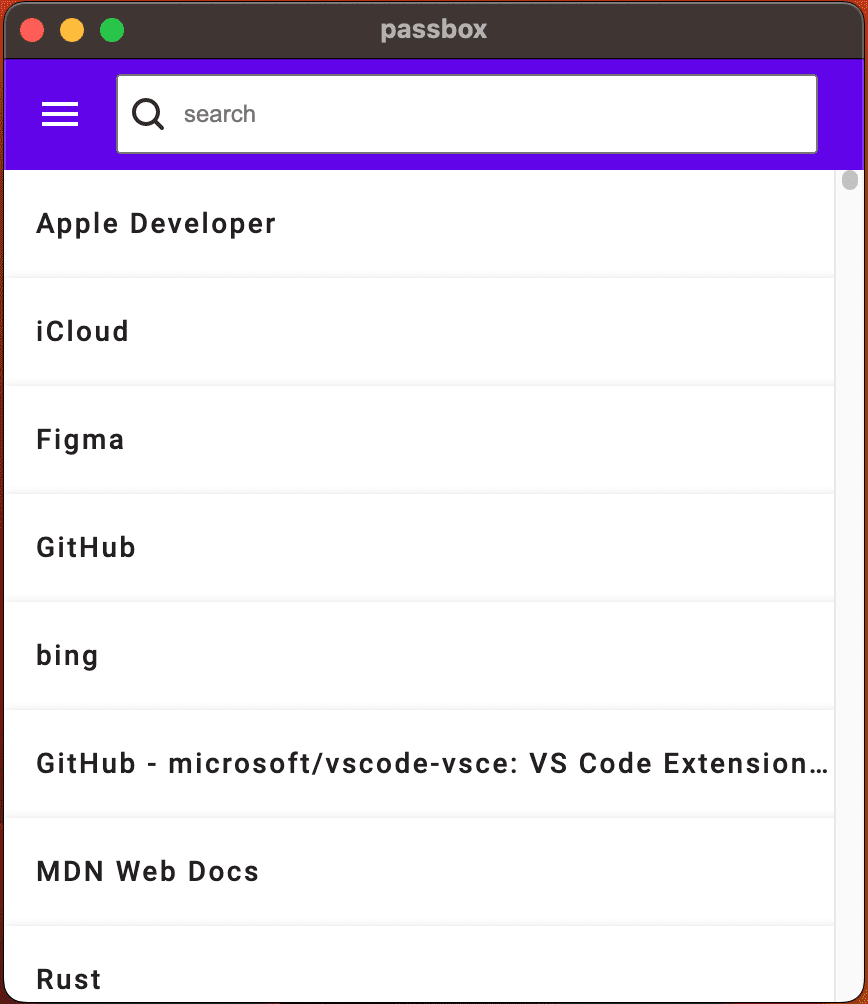 passbox
search
Apple Developer
iCloud
Figma
GitHub
bing
GitHub - microsoft/vscode-vsce: VS Code Extension…
MDN Web Docs
Rust